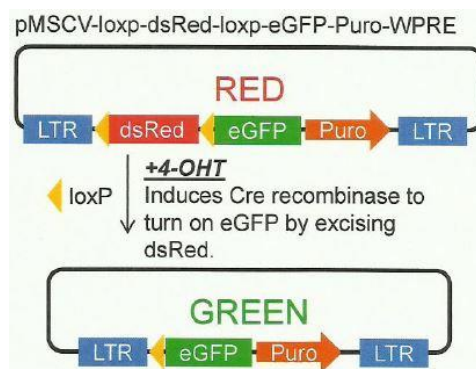 pMSCV-loxp-dsRed-loxp-eGFP-Puro-WPRE
RED
LTR dsRed eGFP Puro LTR
+4-OHT
loxP Induces Cre recombinase to
turn on eGFP by excising
dsRed.
GREEN
LTR eGFP Puro LTR